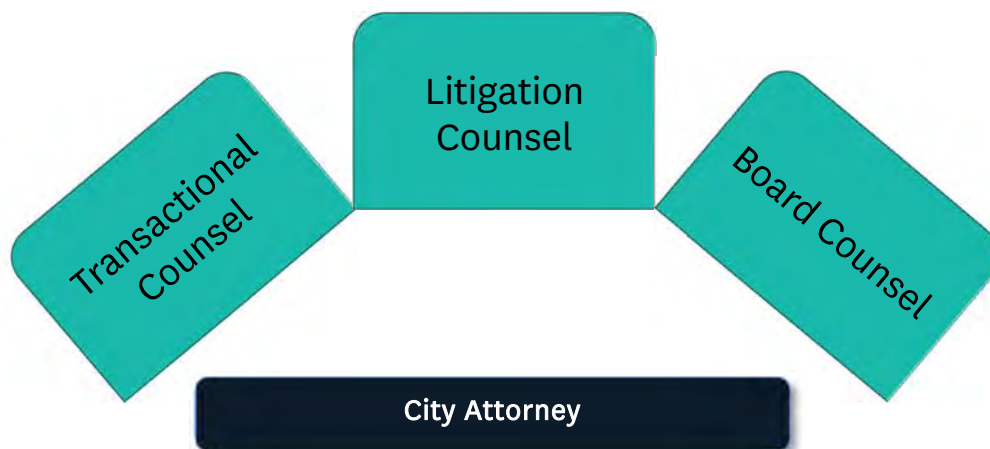 Transactional
Counsel
Litigation
Counsel
Board Counsel
City Attorney